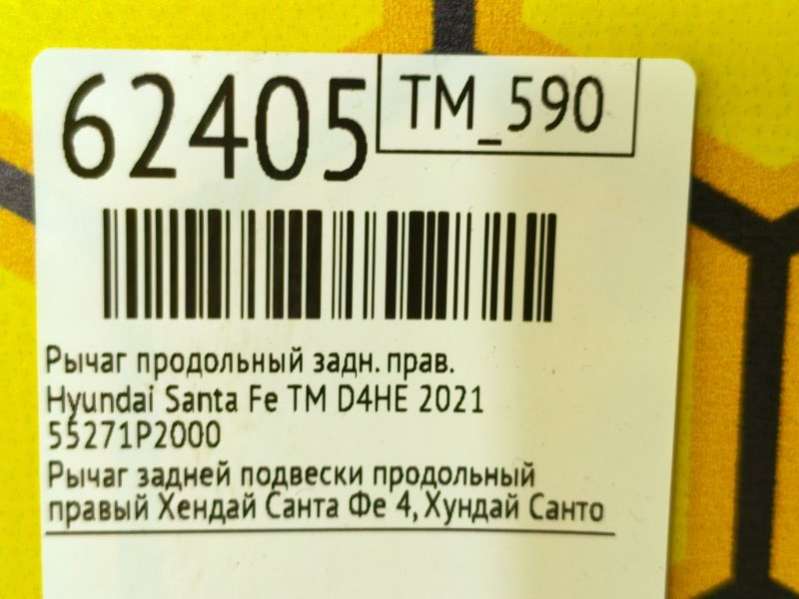 62405
TM_590
Рычаг продольный задн. прав.
Hyundai Santa Fe TM D4HE 2021
55271P2000
Рычаг задней подвески продольный
правый Хендай Санта Фе 4, Хундай Санто